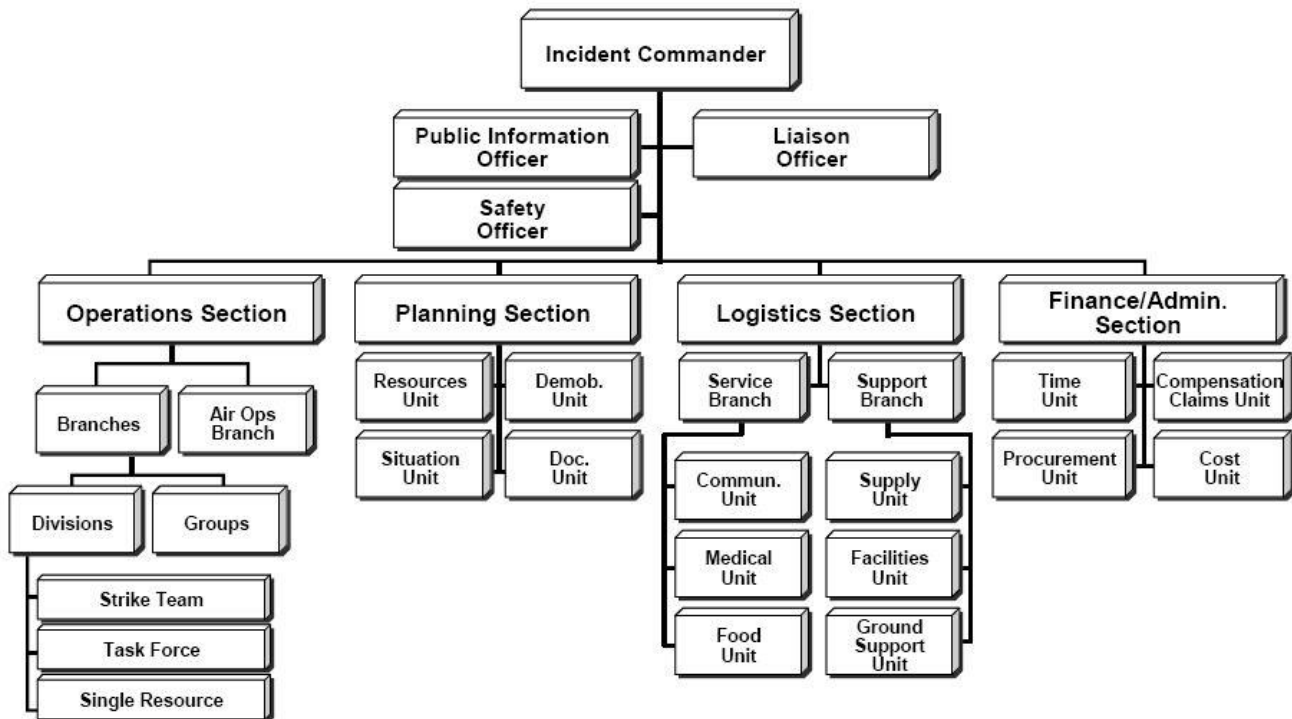 Incident Commander
Public Information
Officer
Liaison
Officer
Safety
Officer
Operations Section
Planning Section
Logistics Section
Finance/Admin.
Section
Branches
Air Ops
Branch
Divisions
Groups
Strike Team
Task Force
Single Resource
Resources
Unit
Demob.
Unit
Situation
Unit
Doc.
Unit
Service
Branch
Support
Branch
Commun.
Unit
Supply
Unit
Medical
Unit
Facilities
Unit
Food
Unit
Ground
Support
Unit
Time
Unit
Compensation
Claims Unit
Procurement
Unit
Cost
Unit